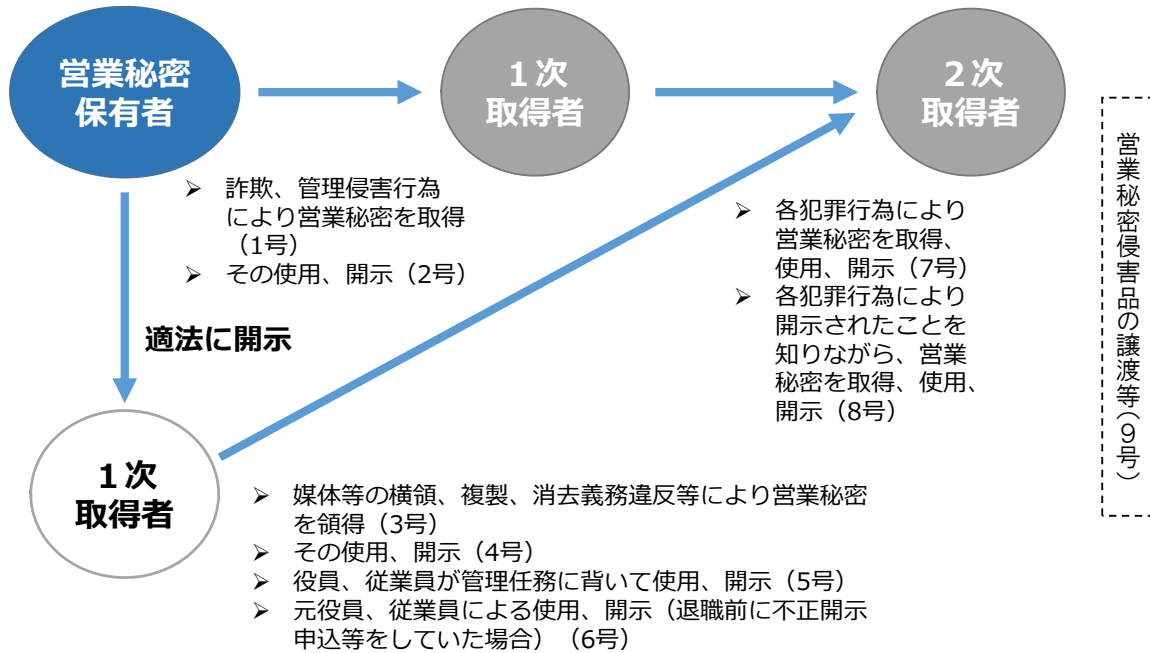 営業秘密
保有者
１次
取得者
２次
取得者
➢ 詐欺、管理侵害行為
により営業秘密を取得
（1号）
➢ その使用、開示（2号）
➢ 各犯罪行為により
営業秘密を取得、
使用、開示（7号）
➢ 各犯罪行為により
開示されたことを
知りながら、営業
秘密を取得、使用、
開示（8号）
営業秘密侵害品の譲渡等（９号）
適法に開示
１次
取得者
➢ 媒体等の横領、複製、消去義務違反等により営業秘密
を領得（3号）
➢ その使用、開示（4号）
➢ 役員、従業員が管理任務に背いて使用、開示（5号）
➢ 元役員、従業員による使用、開示（退職前に不正開示
申込等をしていた場合）（6号）